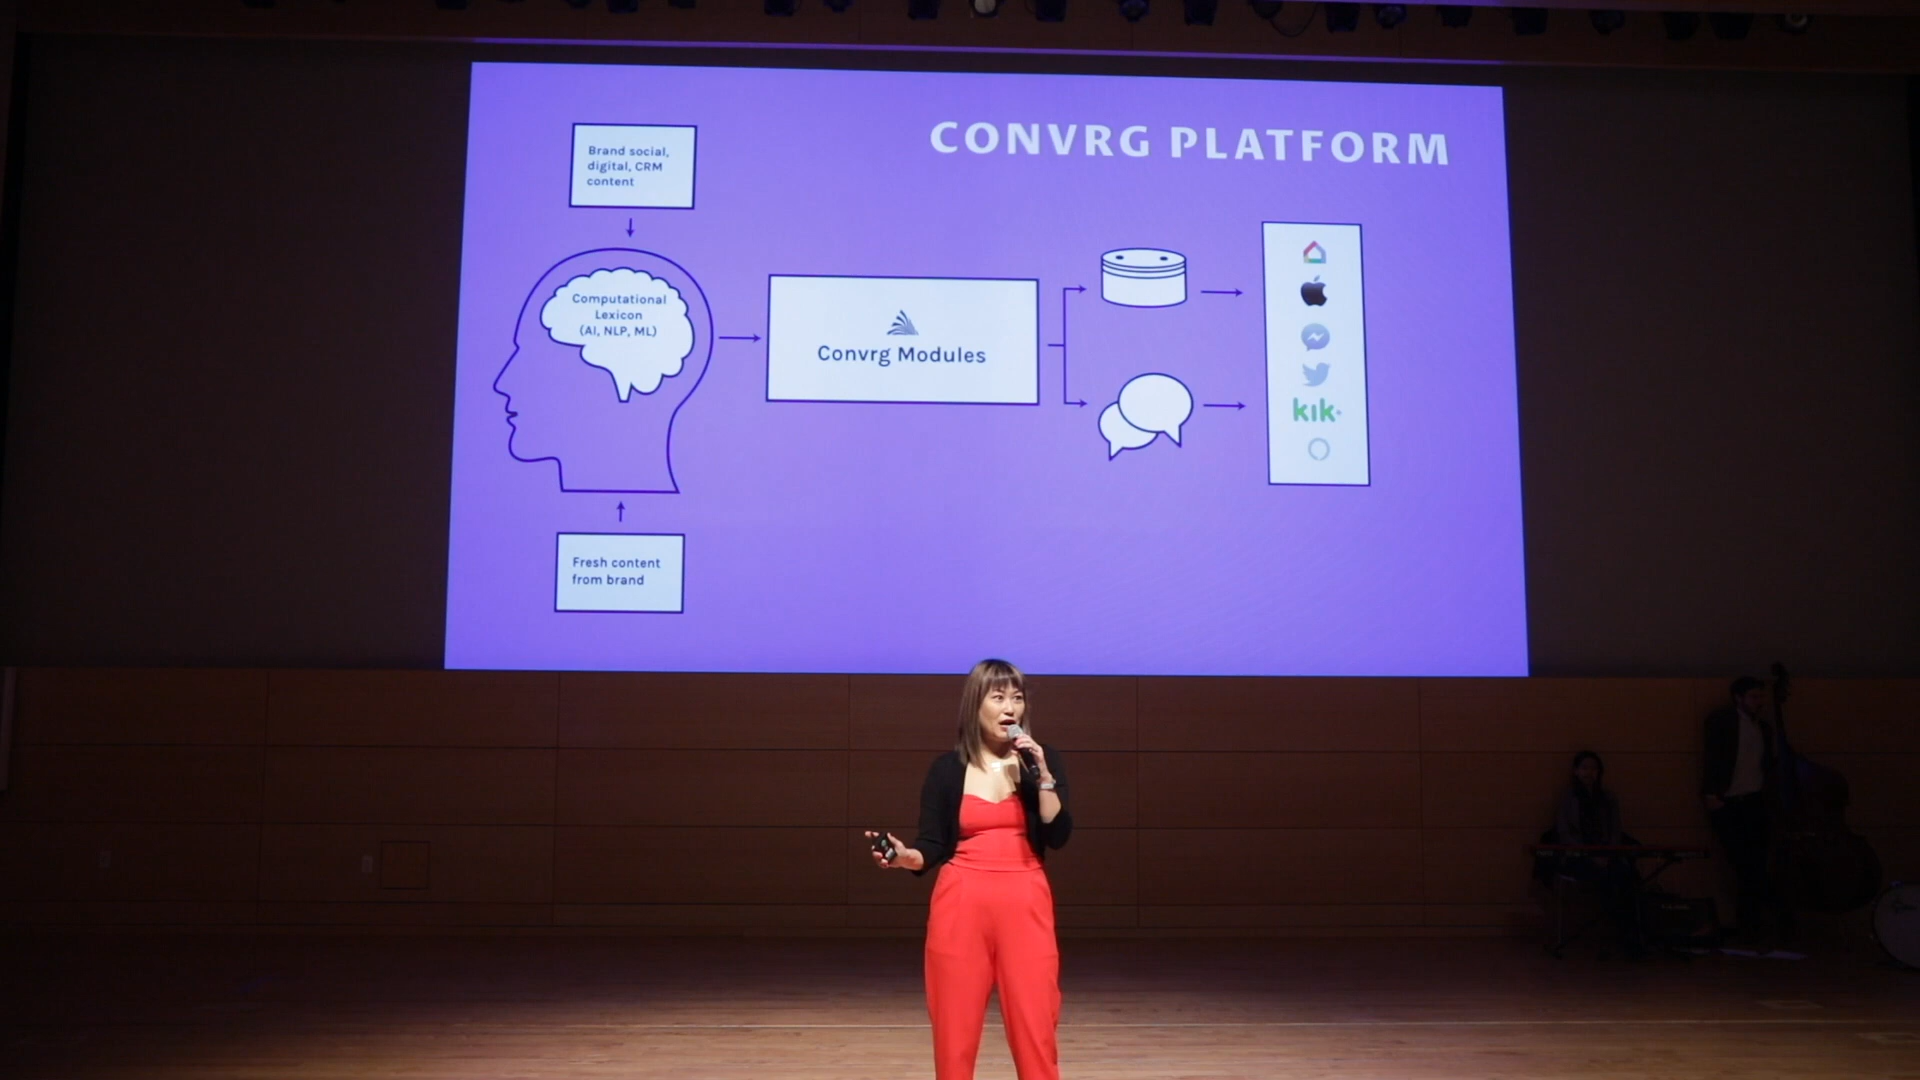 CONVRG PLATFORM
Brand social,
digital, CRM
content
Computational
Lexicon
(AI, NLP, ML)
Convrg Modules
kik
Fresh content
from brand